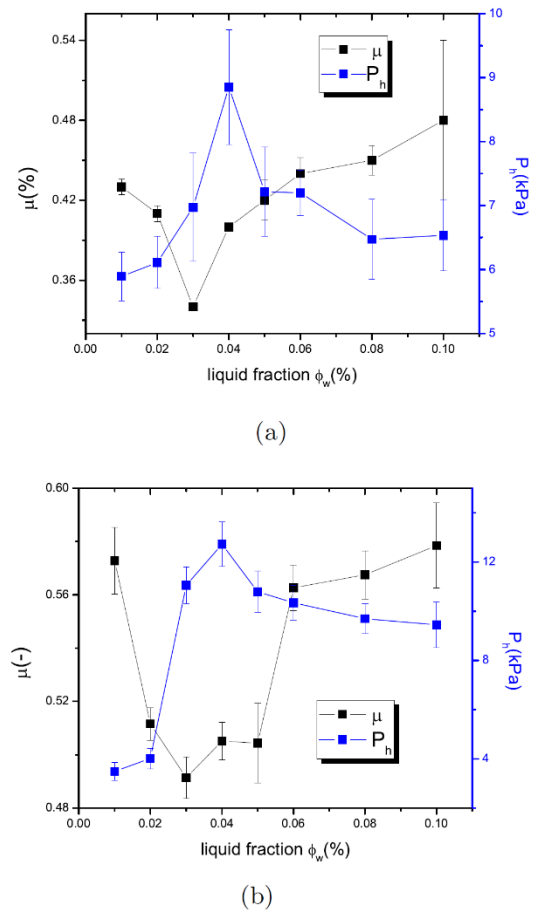 0.54
0.48
0.42
0.36
μ(%)
μ
P_h
10
9
8
7
6
5
P_h(kPa)
0.00 0.02 0.04 0.06 0.08 0.10
liquid fraction ϕ_w(%)
(a)
0.60
0.56
0.52
0.48
μ(-)
μ
P_h
12
8
4
P_h(kPa)
0.00 0.02 0.04 0.06 0.08 0.10
liquid fraction ϕ_w(%)
(b)